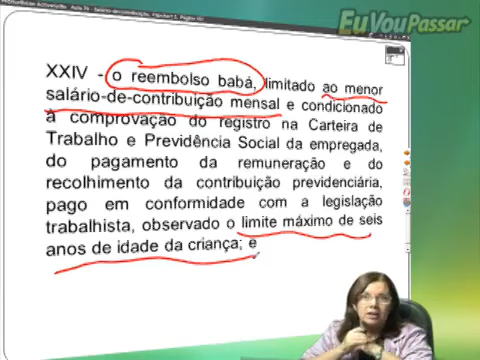 EuVouPassar
XXIV - o reembolso babá, limitado ao menor
salário-de-contribuição mensal e condicionado
à comprovação do registro na Carteira de
Trabalho e Previdência Social da empregada,
do pagamento da remuneração e do
recolhimento da contribuição previdenciária,
pago em conformidade com a legislação
trabalhista, observado o limite máximo de seis
anos de idade da criança; e